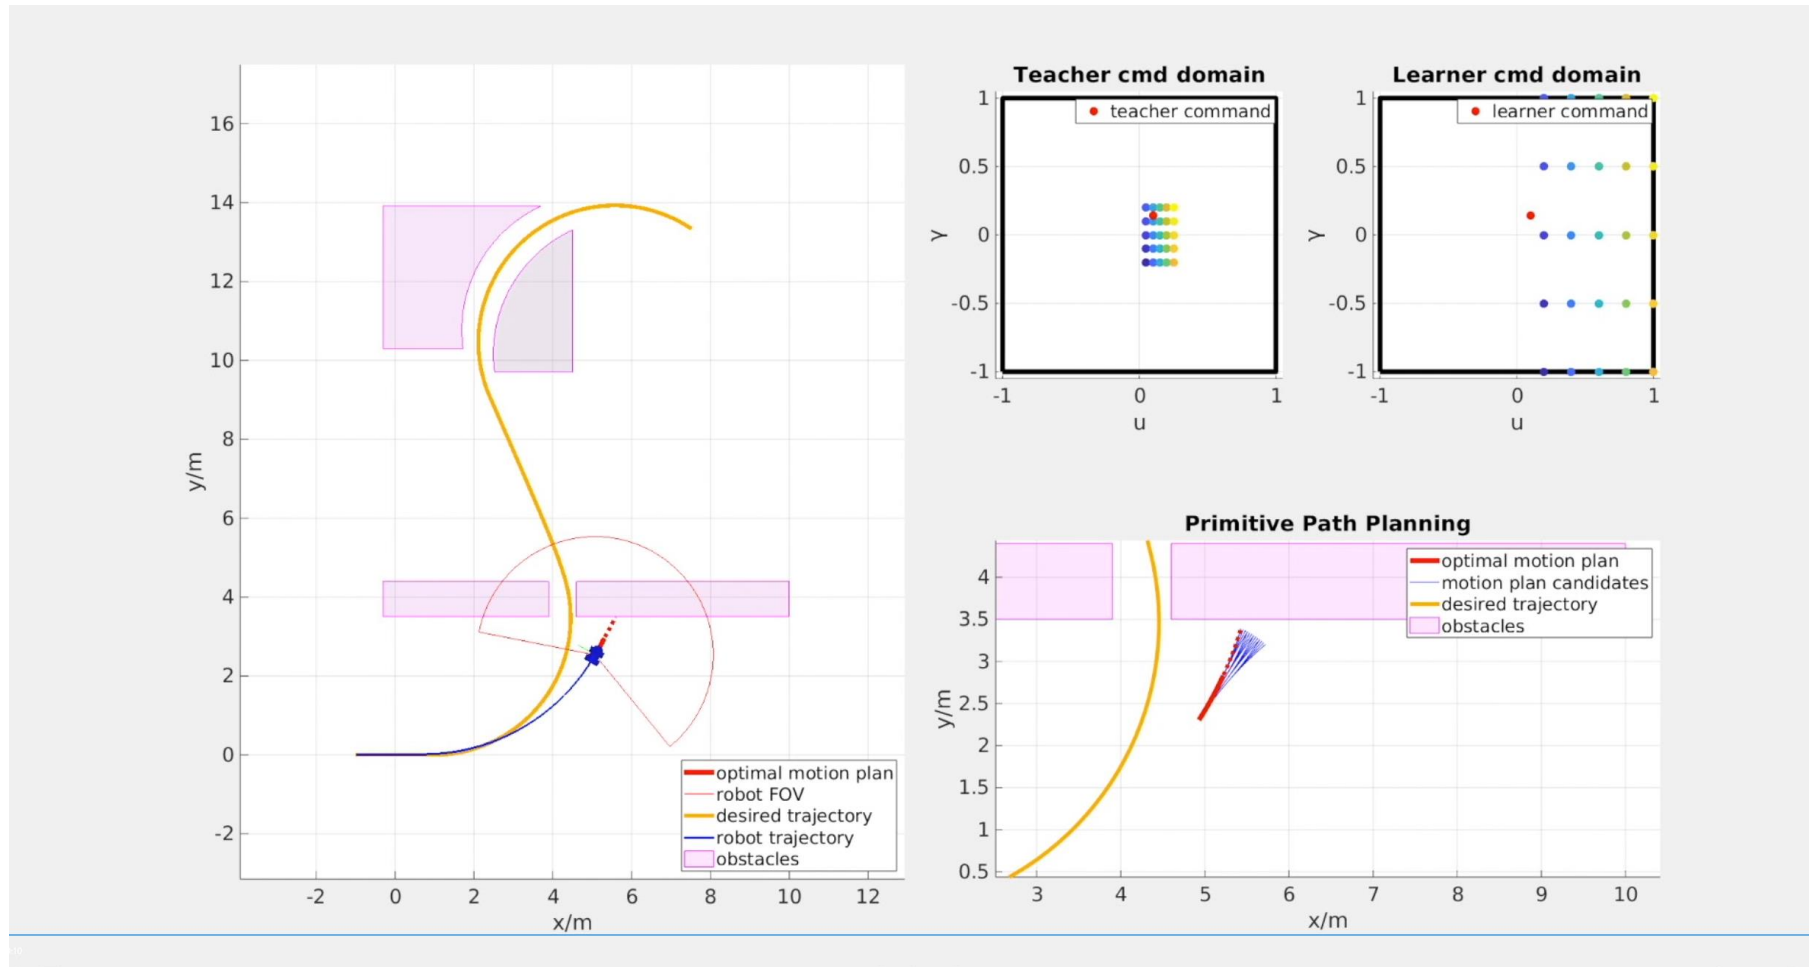 16
14
12
10
8
6
4
2
0
-2
y/m
-2 0 2 4 6 8 10 12
x/m
optimal motion plan
robot FOV
desired trajectory
robot trajectory
obstacles
Teacher cmd domain
teacher command
1
0.5
0
-0.5
-1
γ
-1 0 1
u
Learner cmd domain
learner command
1
0.5
0
-0.5
-1
γ
-1 0 1
u
Primitive Path Planning
optimal motion plan
motion plan candidates
desired trajectory
obstacles
4
3.5
3
2.5
2
1.5
1
0.5
y/m
3 4 5 6 7 8 9 10
x/m